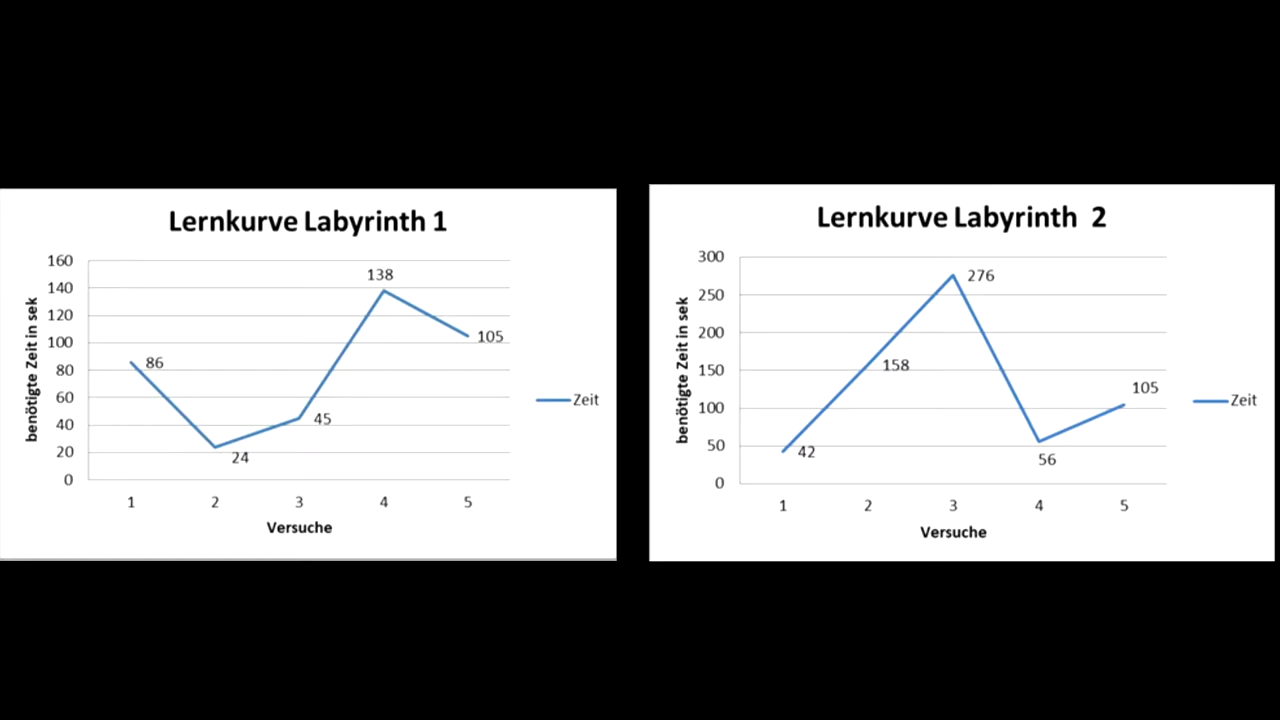 Lernkurve Labyrinth 1
160
140
120
100
80
60
40
20
0
benötigte Zeit in sek
86
24
45
138
105
1 2 3 4 5
Versuche
Zeit
Lernkurve Labyrinth 2
300
250
200
150
100
50
0
benötigte Zeit in sek
42
158
276
56
105
1 2 3 4 5
Versuche
Zeit